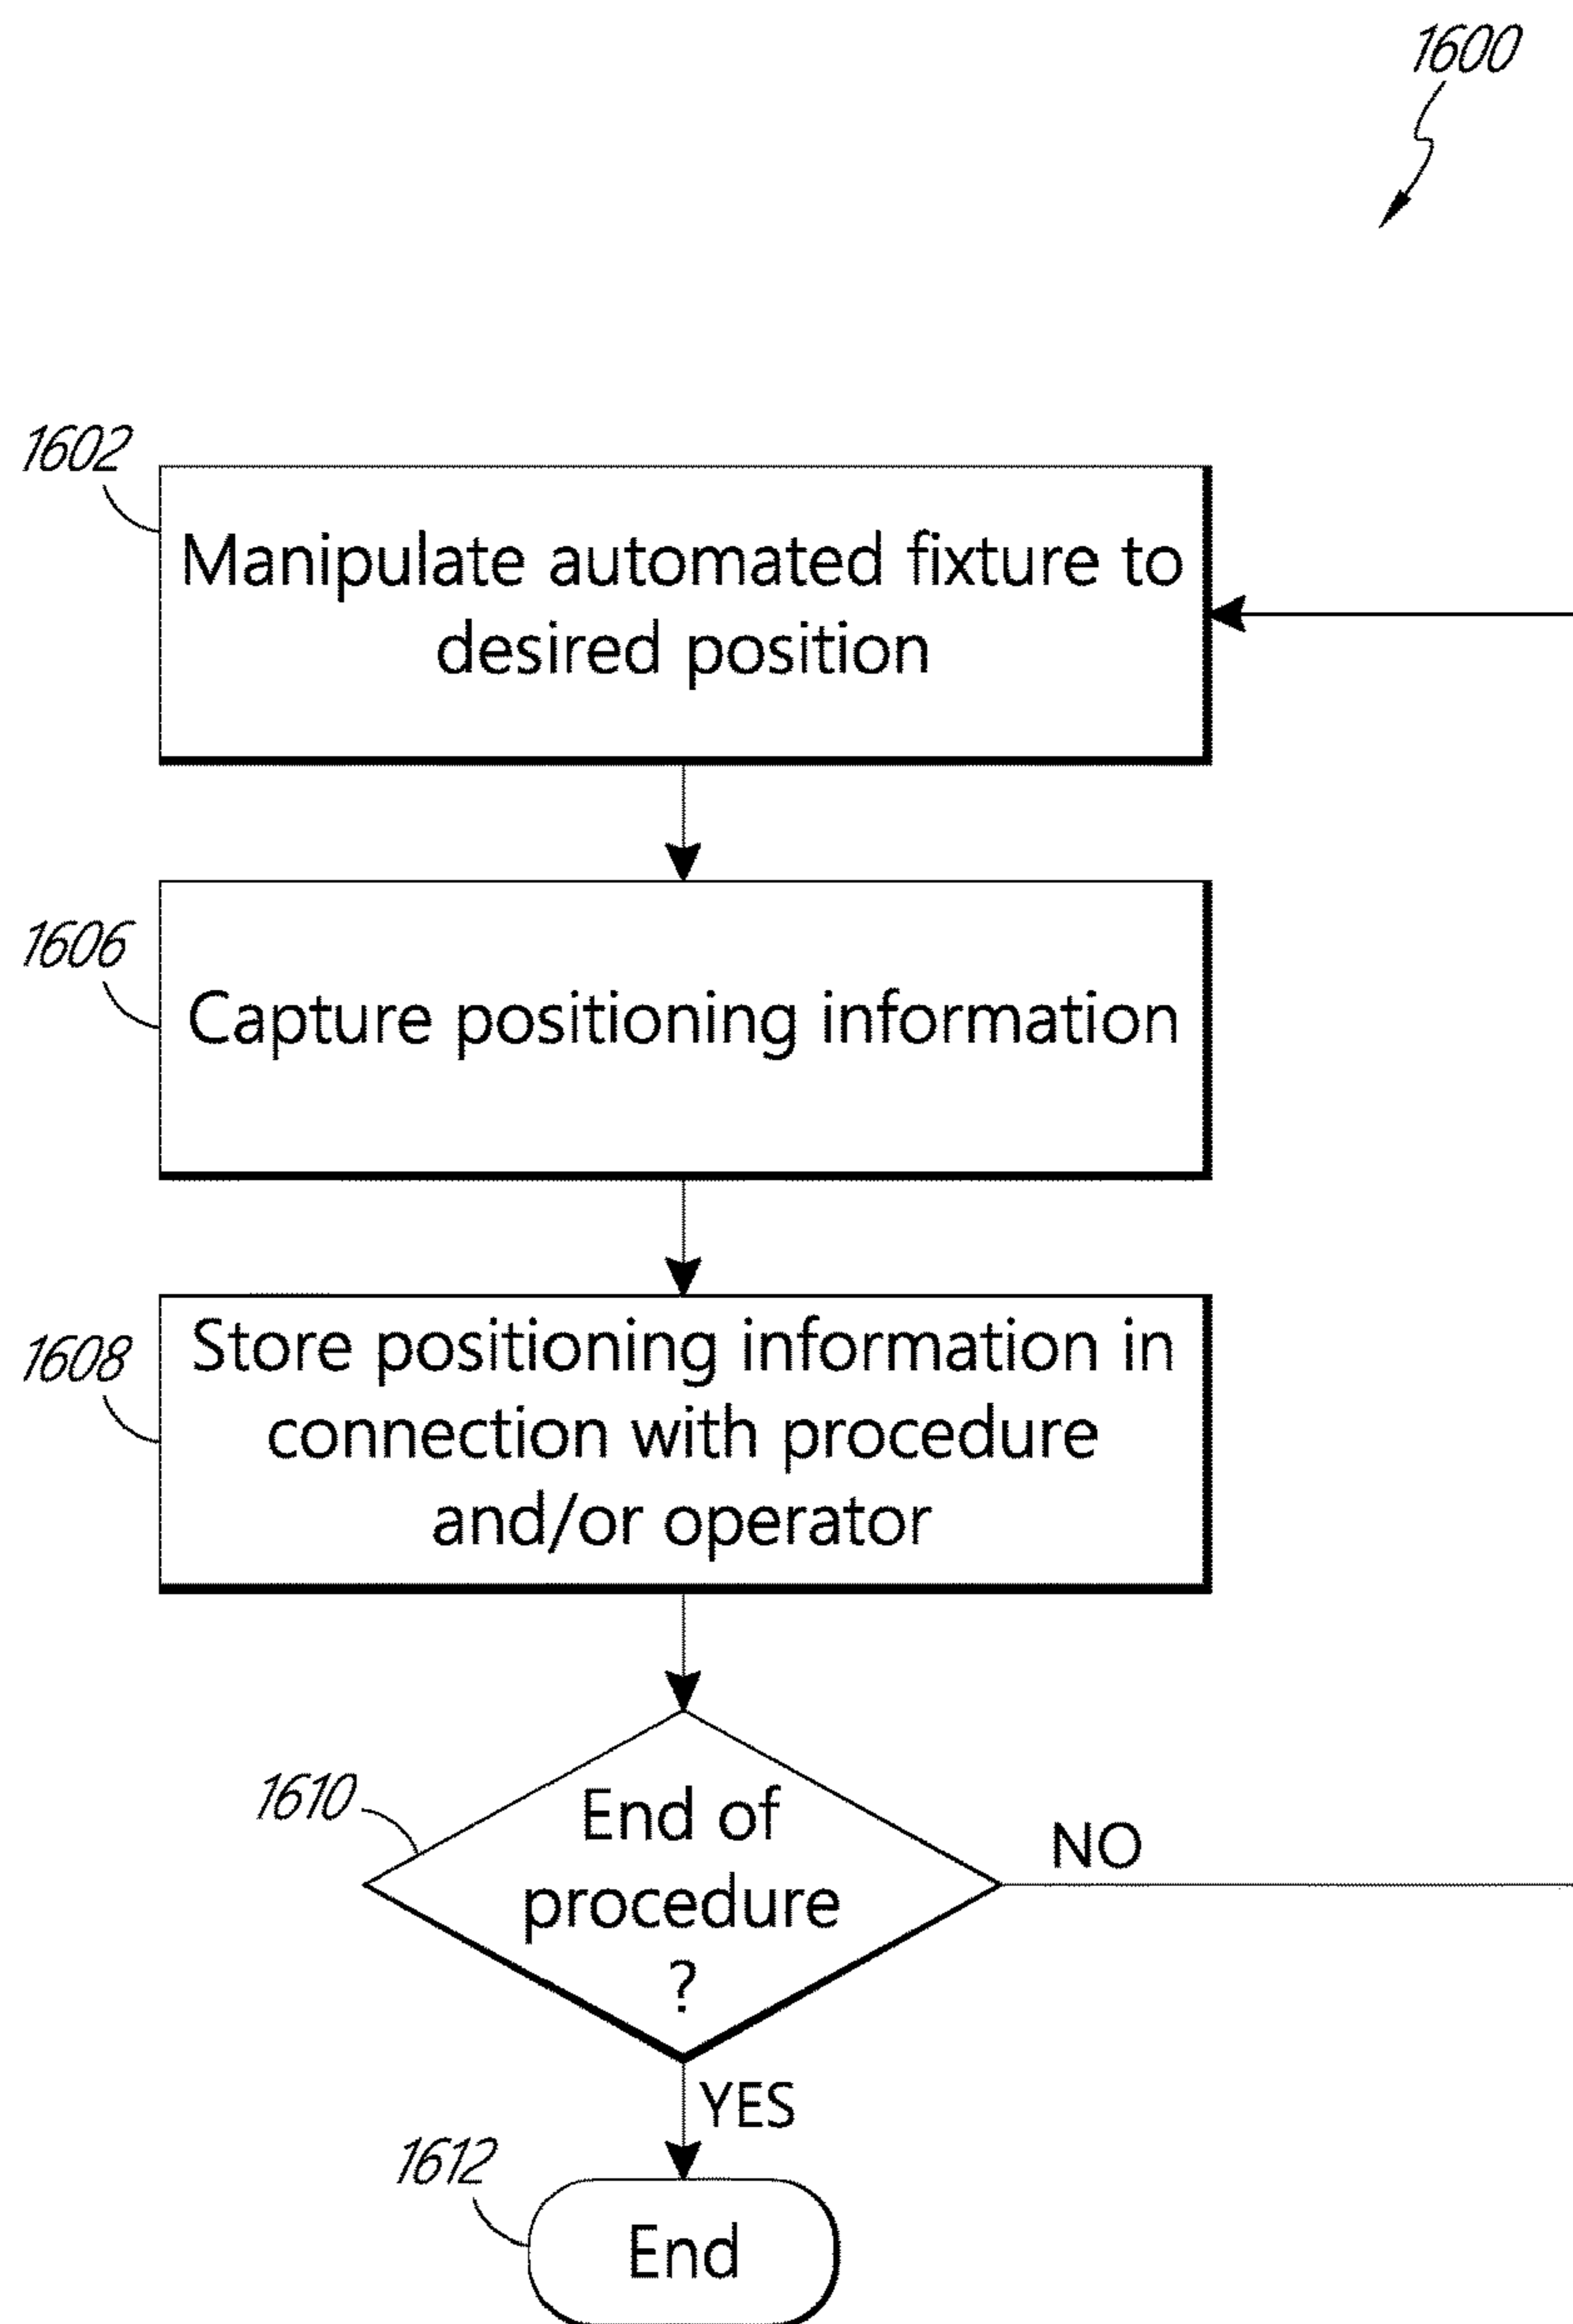 1600
1602
Manipulate automated fixture to
desired position
1606
Capture positioning information
1608
Store positioning information in
connection with procedure
and/or operator
1610
End of
procedure
?
NO
YES
1612
End